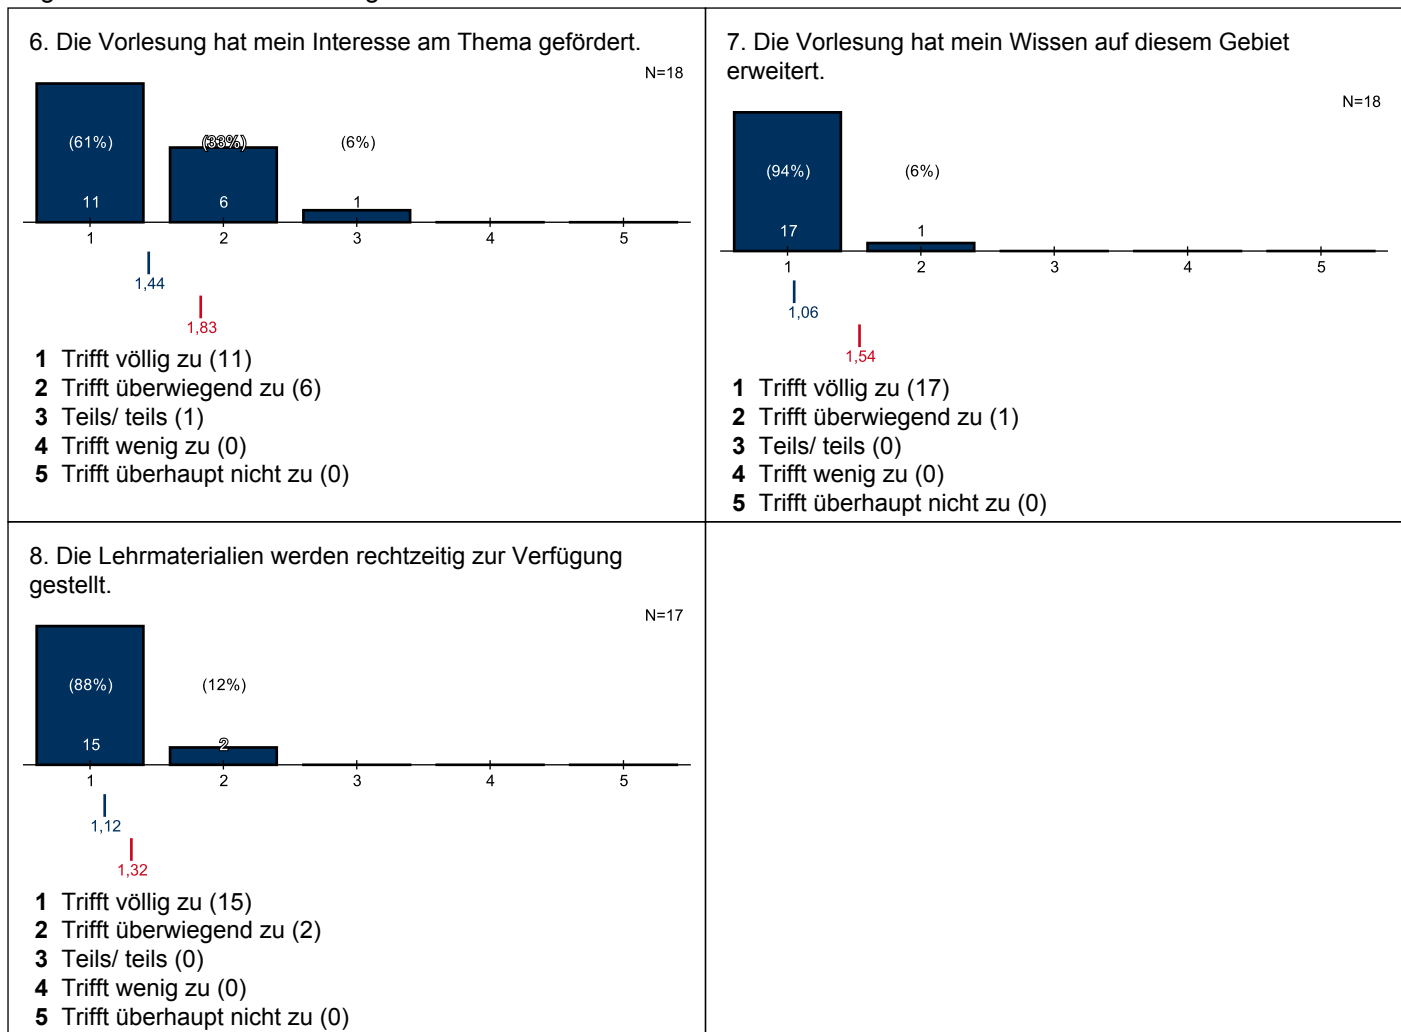 6. Die Vorlesung hat mein Interesse am Thema gefördert.
N=18
(61%)
(33%)
(6%)
11
6
1
1
2
3
4
5
1,44
1,83
1 Trifft völlig zu (11)
2 Trifft überwiegend zu (6)
3 Teils/ teils (1)
4 Trifft wenig zu (0)
5 Trifft überhaupt nicht zu (0)
7. Die Vorlesung hat mein Wissen auf diesem Gebiet
erweitert.
N=18
(94%)
(6%)
17
1
1
2
3
4
5
1,06
1,54
1 Trifft völlig zu (17)
2 Trifft überwiegend zu (1)
3 Teils/ teils (0)
4 Trifft wenig zu (0)
5 Trifft überhaupt nicht zu (0)
8. Die Lehrmaterialien werden rechtzeitig zur Verfügung
gestellt.
N=17
(88%)
(12%)
15
2
1
2
3
4
5
1,12
1,32
1 Trifft völlig zu (15)
2 Trifft überwiegend zu (2)
3 Teils/ teils (0)
4 Trifft wenig zu (0)
5 Trifft überhaupt nicht zu (0)